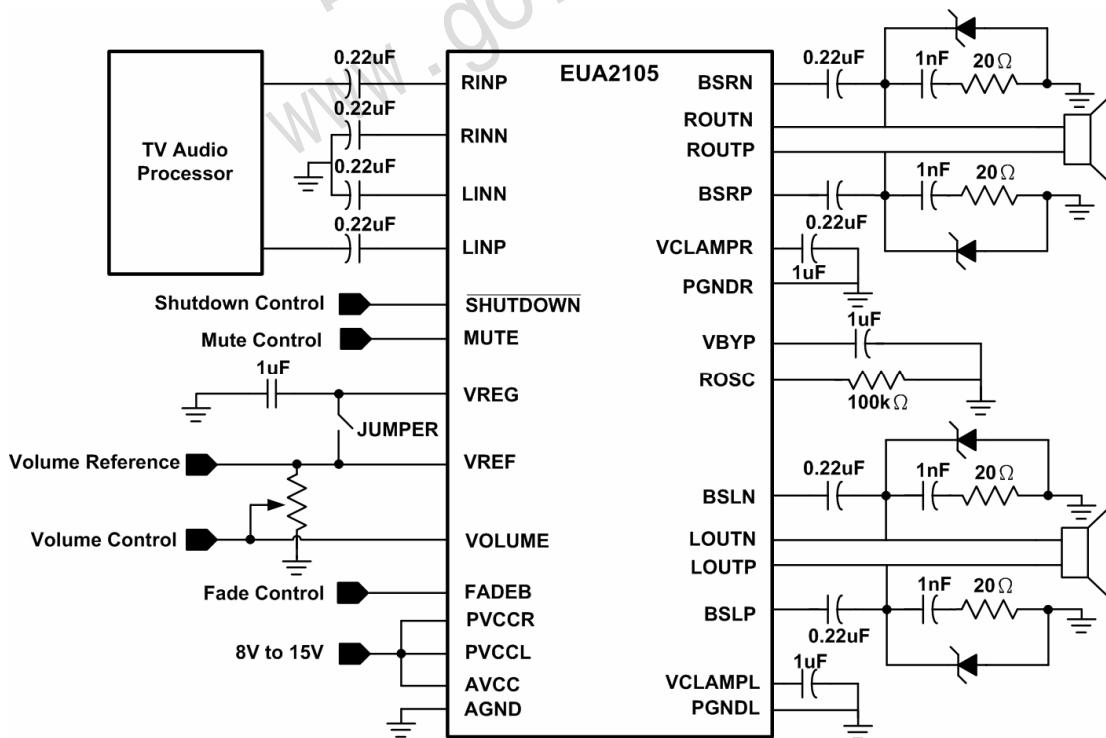 www.go
EUA2105
TV Audio
Processor
0.22uF
0.22uF
0.22uF
0.22uF
RINP
RINN
LINN
LINP
Shutdown Control
SHUTDOWN
Mute Control
MUTE
1uF
VREG
JUMPER
Volume Reference
VREF
Volume Control
VOLUME
Fade Control
FADEB
PVCCR
8V to 15V
PVCCL
AVCC
AGND
BSRN
0.22uF
1nF
20Ω
ROUTN
ROUTP
BSRP
1nF
20Ω
0.22uF
VCLAMPR
1uF
PGNDR
1uF
VBYP
ROSC
100kΩ
0.22uF
1nF
20Ω
BSLN
LOUTN
LOUTP
1nF
20Ω
BSLP
0.22uF
1uF
VCLAMPL
PGNDL